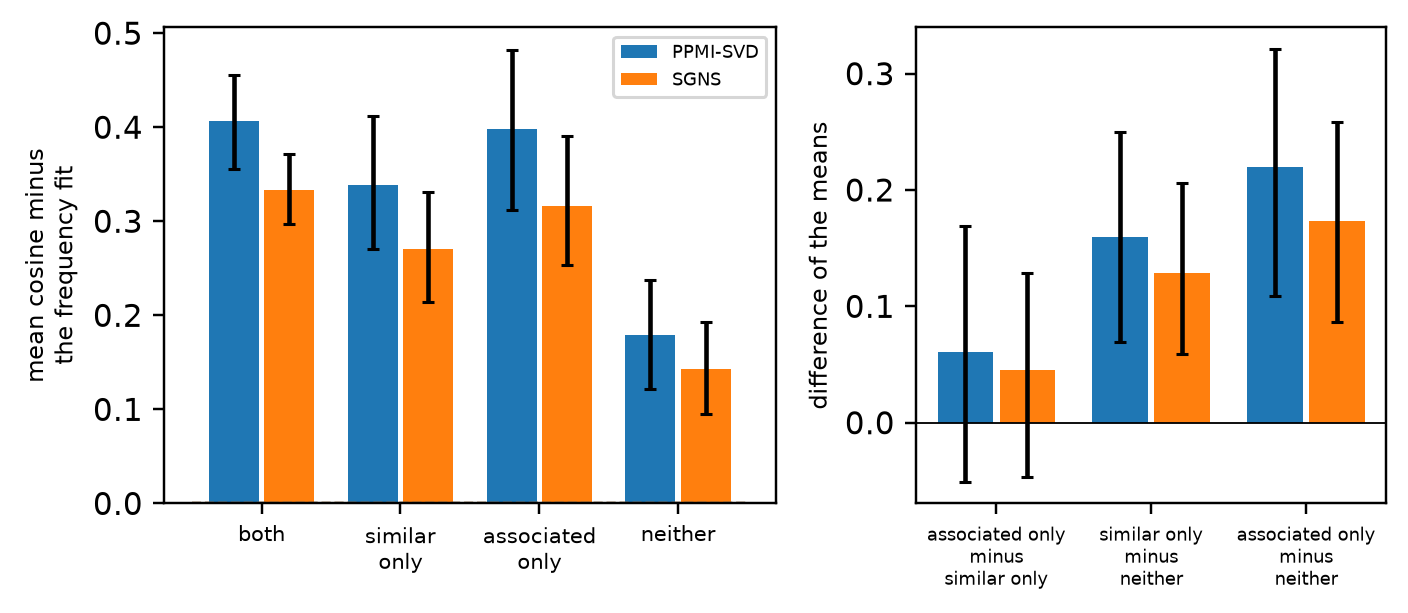 mean cosine minus
the frequency fit
0.5
0.4
0.3
0.2
0.1
0.0
PPMI-SVD
SGNS
both
similar
only
associated
only
neither
difference of the means
0.3
0.2
0.1
0.0
associated only
minus
similar only
similar only
minus
neither
associated only
minus
neither